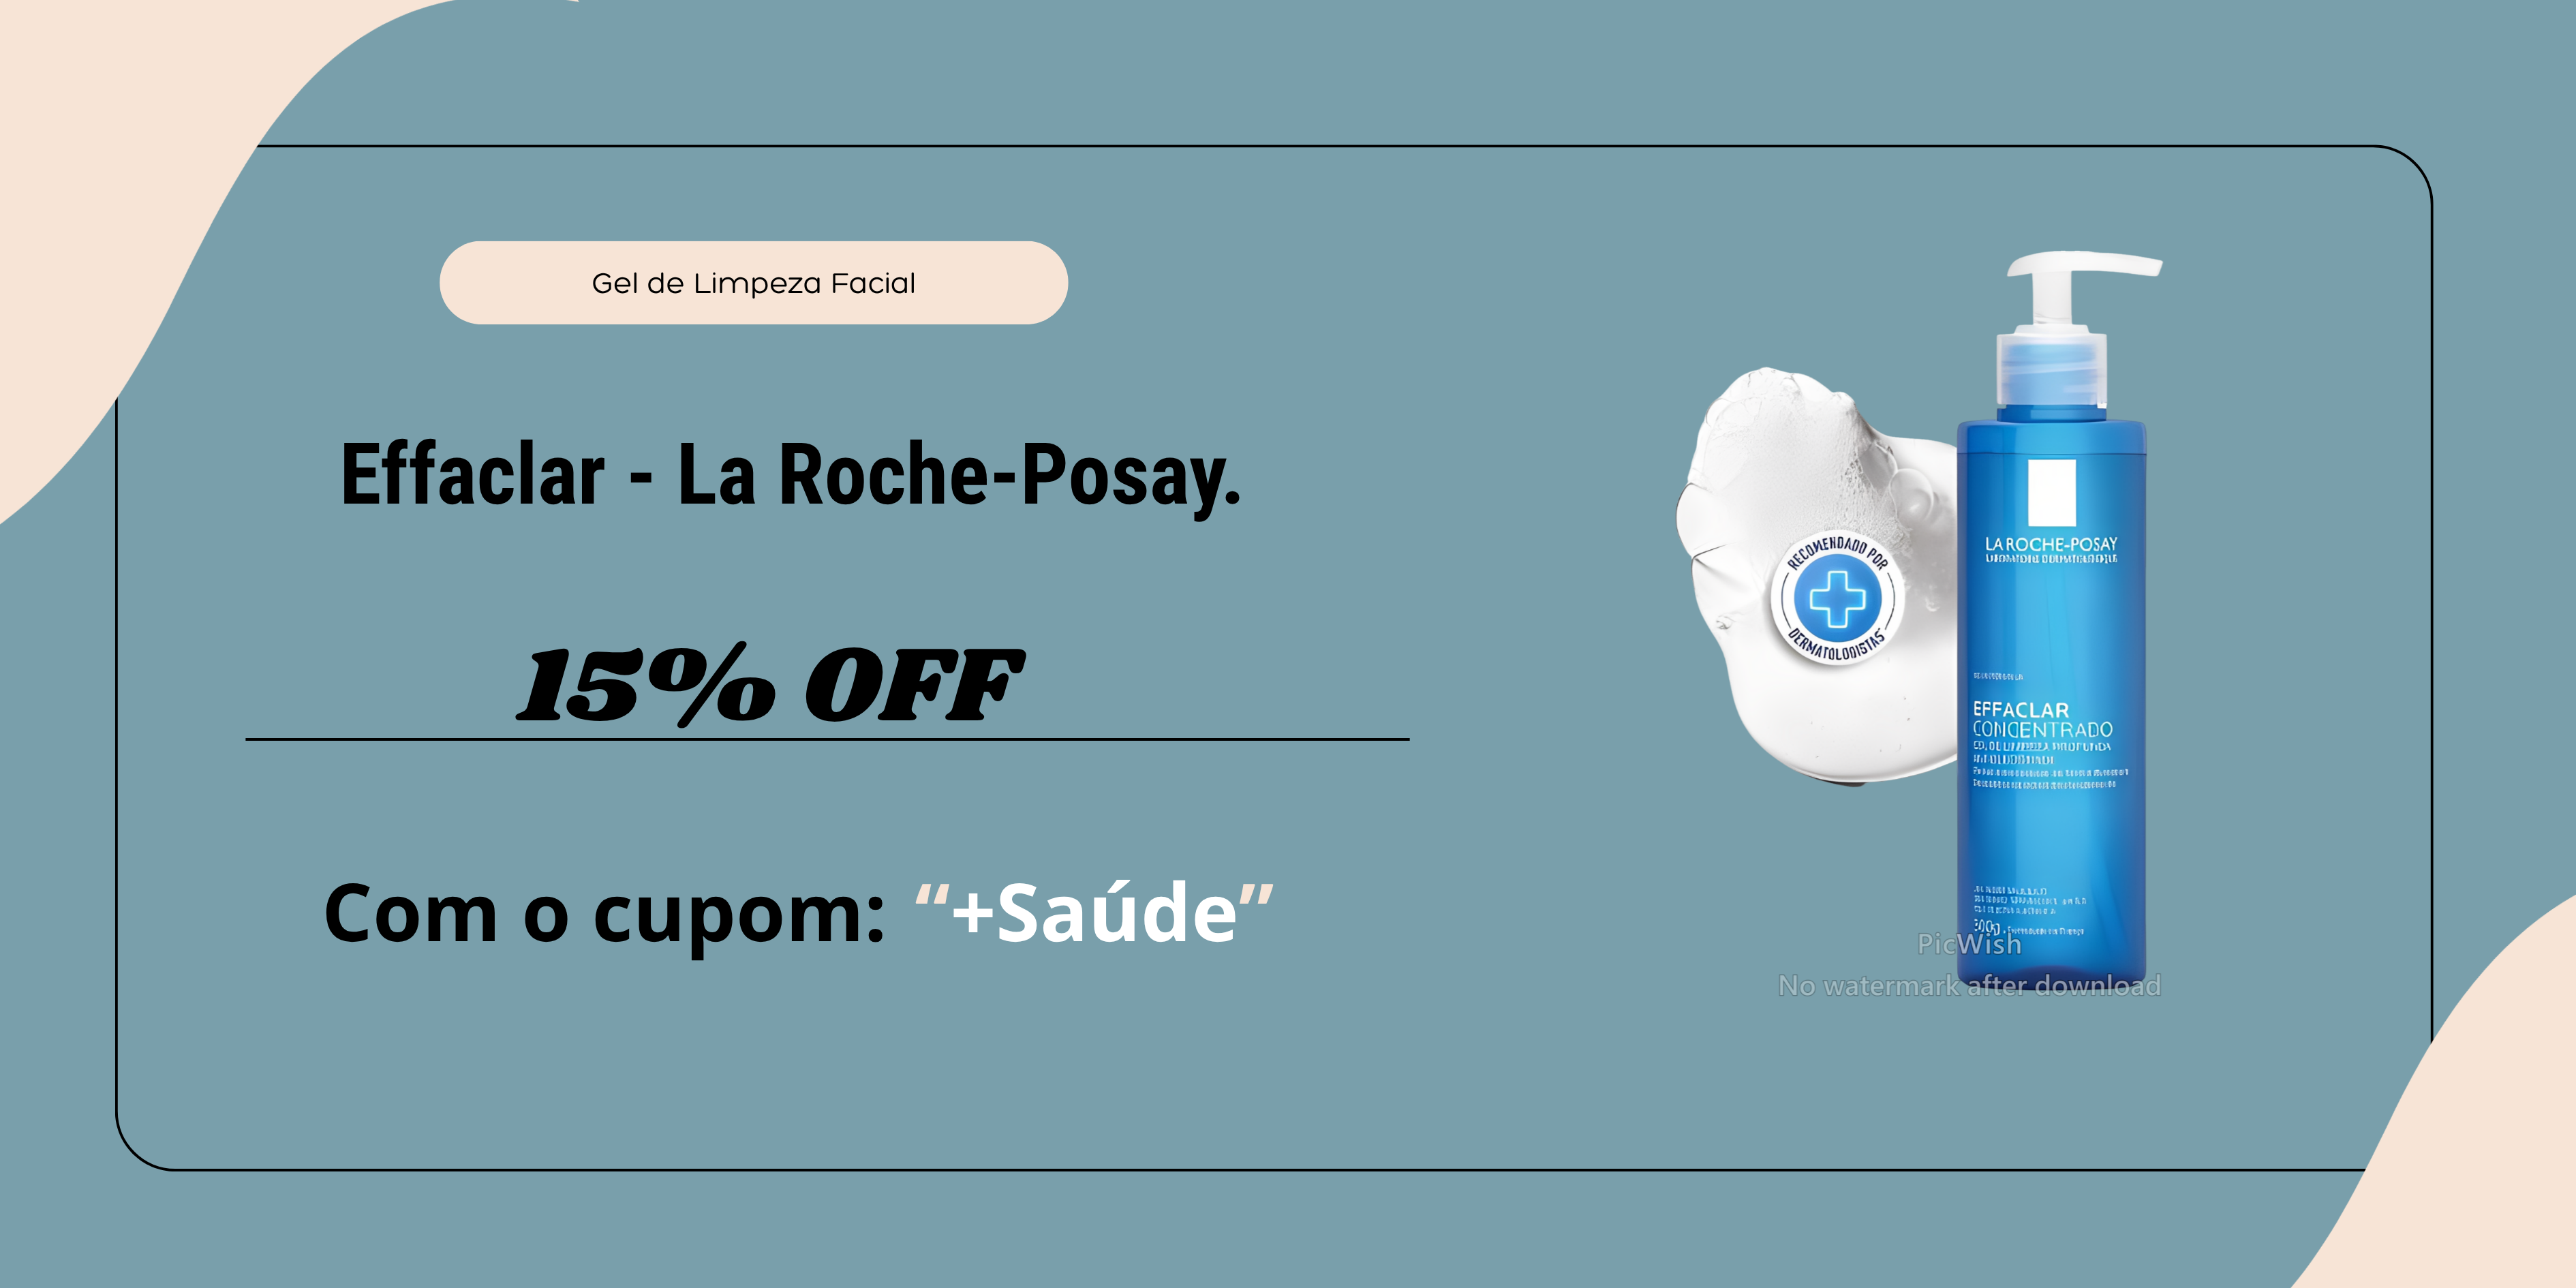 Gel de Limpeza Facial
Effaclar - La Roche-Posay.
15% OFF
Com o cupom: “+Saúde”
RECOMENDADO POR
DERMATOLOGISTAS
LA ROCHE-POSAY
EFFACLAR
CONCENTRADO
300g
PicWish
No watermark after download